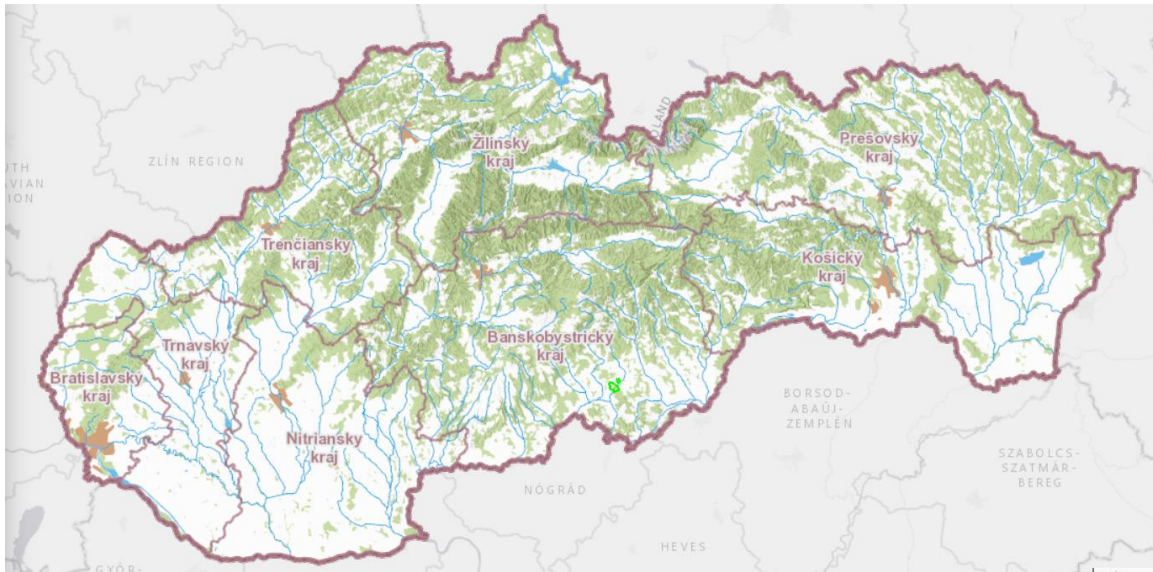 ZLÍN REGION
Žilinský
kraj
Prešovský
kraj
Trenčiansky
kraj
Košický
kraj
Banskobystrický
kraj
Trnavský
kraj
Bratislavský
kraj
Nitriansky
kraj
BORSOD-
ABAÚJ-
ZEMPLÉN
SZABOLCS-
SZATMÁR-
BEREG
NÓGRÁD
HEVES